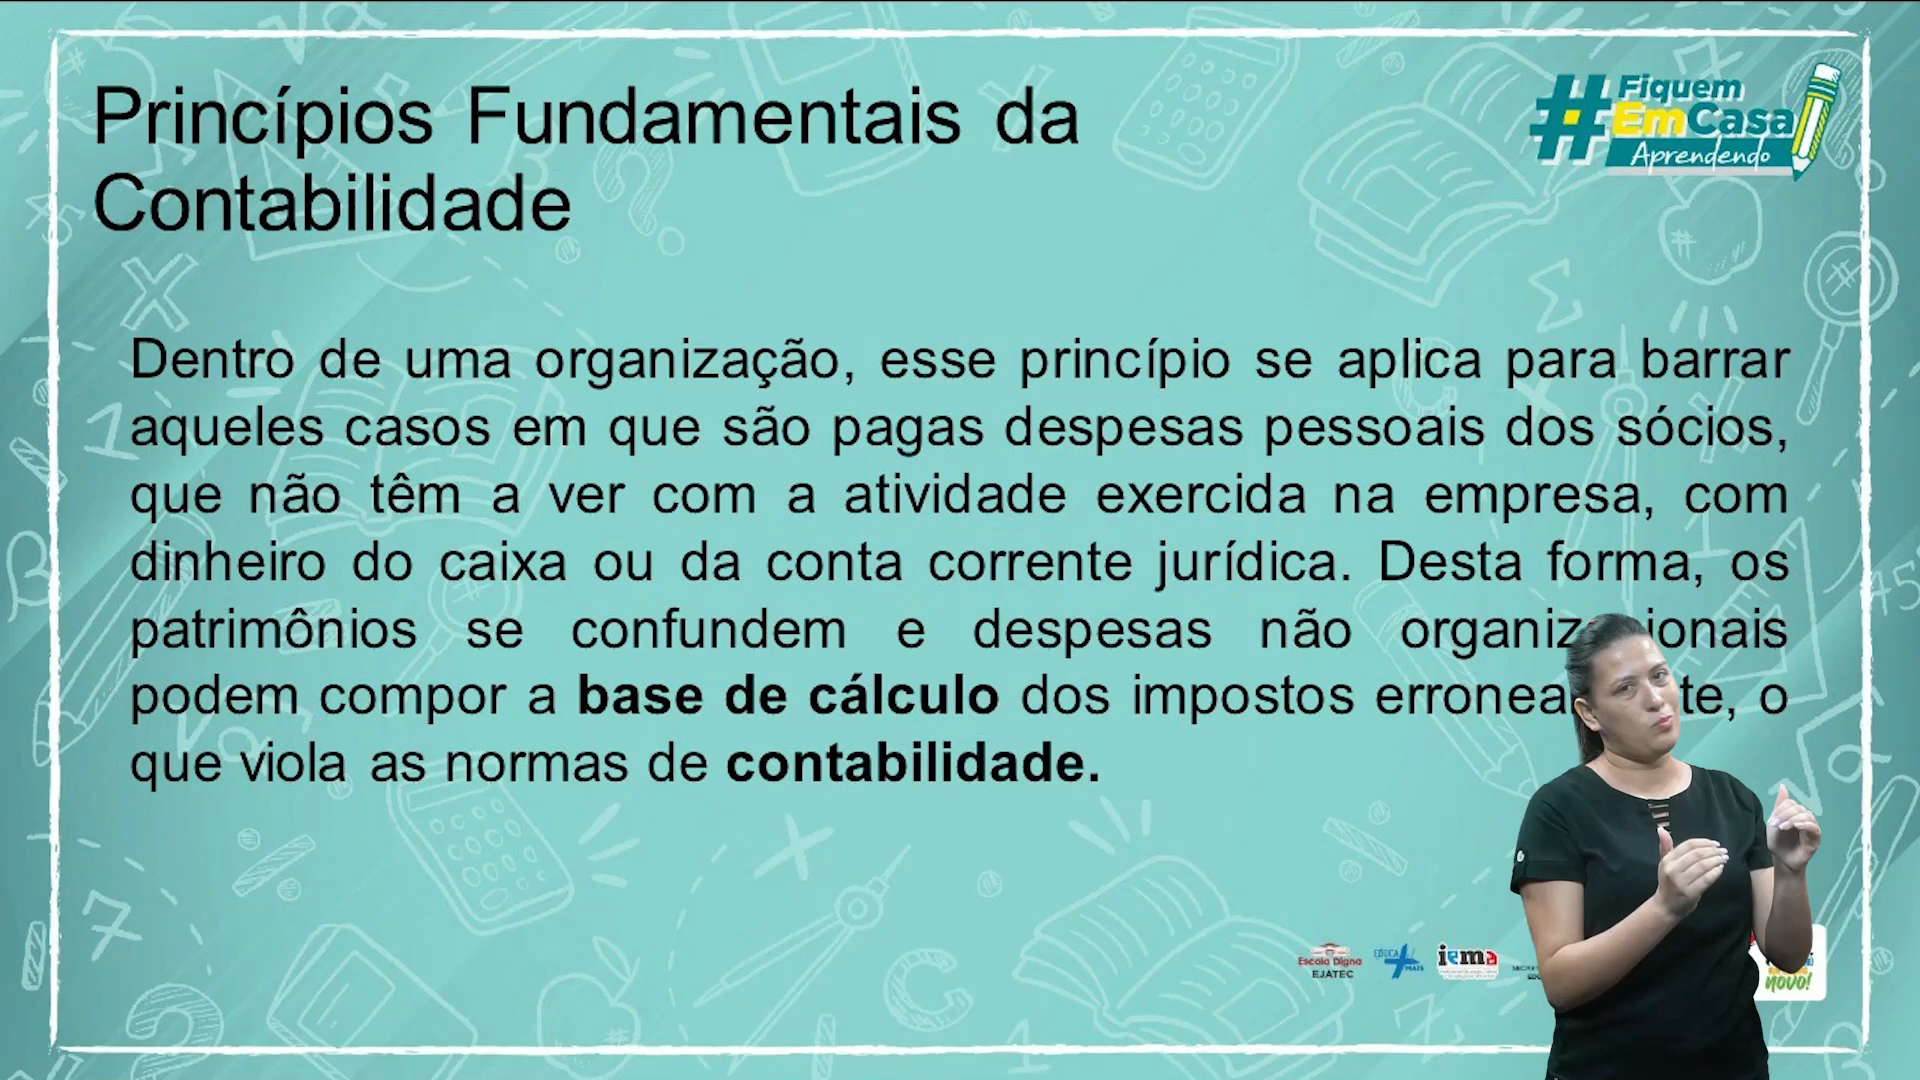 Princípios Fundamentais da
Contabilidade
#Fiquem
EmCasa
Aprendendo
Dentro de uma organização, esse princípio se aplica para barrar
aqueles casos em que são pagas despesas pessoais dos sócios,
que não têm a ver com a atividade exercida na empresa, com
dinheiro do caixa ou da conta corrente jurídica. Desta forma, os
patrimônios se confundem e despesas não
podem compor a base de cálculo dos impostos o
que viola as normas de contabilidade.
Escola Digna
EJATEC
EDUCA
MAIS
iema
novo!